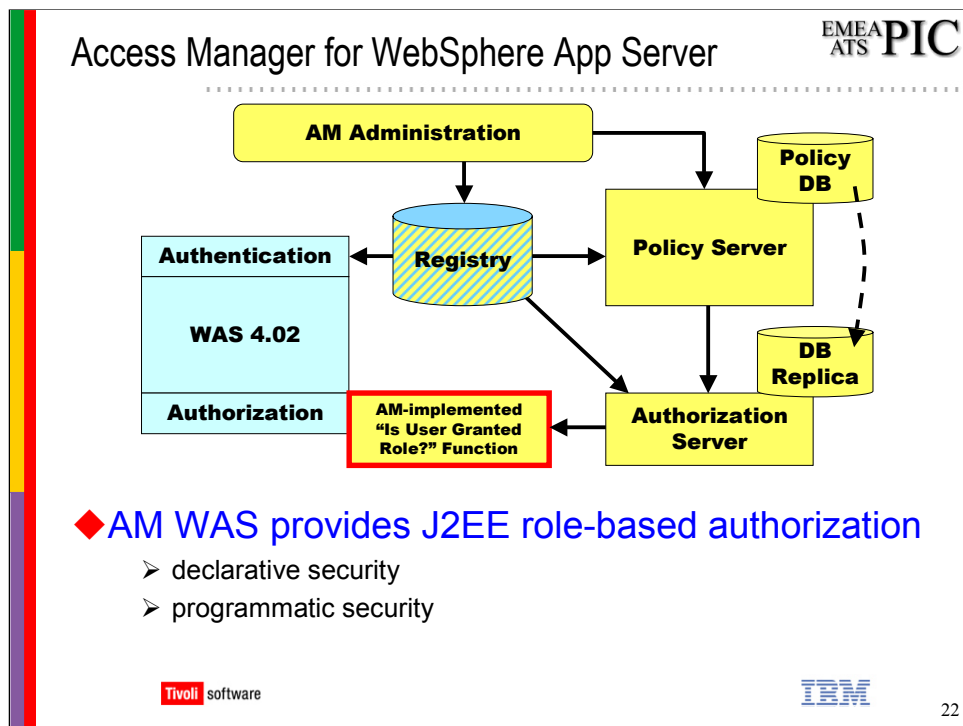 Access Manager for WebSphere App Server
EMEA
ATS PIC
AM Administration
Policy
DB
Authentication
Registry
Policy Server
WAS 4.02
DB
Replica
Authorization
AM-implemented
“Is User Granted
Role?” Function
Authorization
Server
◆AM WAS provides J2EE role-based authorization
➢ declarative security
➢ programmatic security
Tivoli software
IBM
22